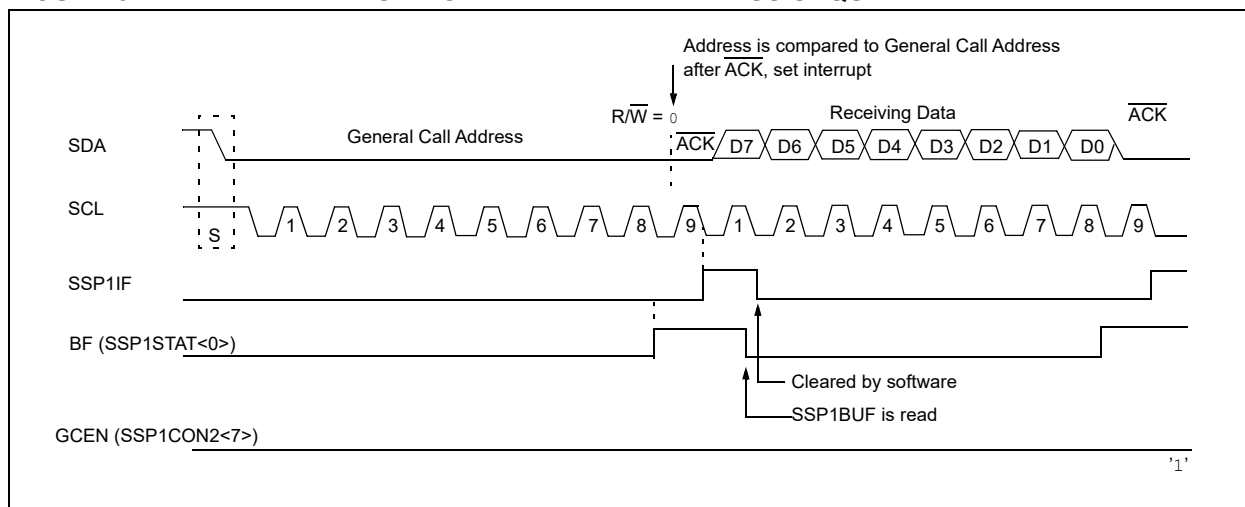 Address is compared to General Call Address
after ACK, set interrupt
R/W = 0
Receiving Data
ACK
SDA
General Call Address
ACK D7 D6 D5 D4 D3 D2 D1 D0
SCL
S
1 2 3 4 5 6 7 8 9 1 2 3 4 5 6 7 8 9
SSP1IF
BF (SSP1STAT<0>)
Cleared by software
SSP1BUF is read
GCEN (SSP1CON2<7>)
'1'